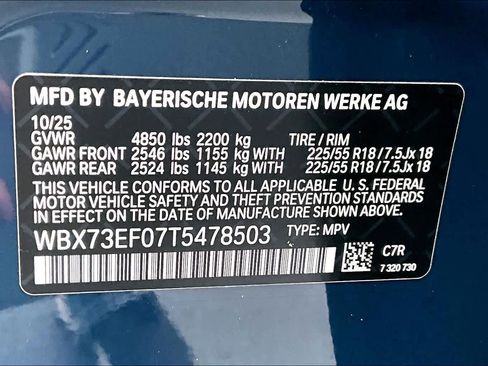 MFD BY BAYERISCHE MOTOREN WERKE AG
10/25
GVWR 4850 lbs 2200 kg TIRE / RIM
GAWR FRONT 2546 lbs 1155 kg WITH 225/55 R18 / 7.5Jx 18
GAWR REAR 2524 lbs 1145 kg WITH 225/55 R18 / 7.5Jx 18
THIS VEHICLE CONFORMS TO ALL APPLICABLE U. S. FEDERAL
MOTOR VEHICLE SAFETY AND THEFT PREVENTION STANDARDS
IN EFFECT ON THE DATE OF MANUFACTURE SHOWN ABOVE.
WBX73EF07T5478503 TYPE: MPV
C7R
7 320 730